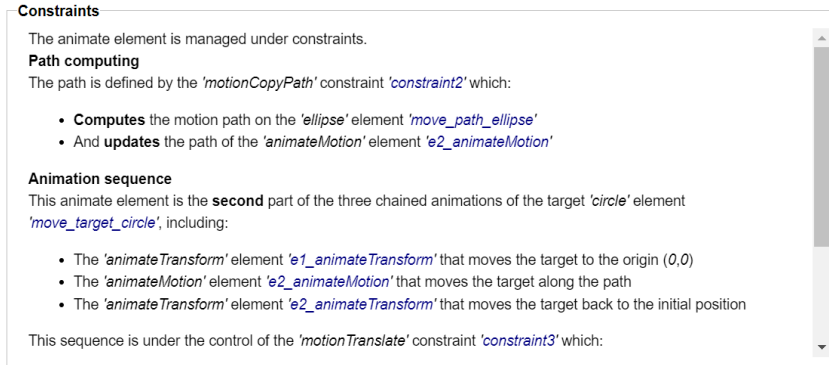 Constraints
The animate element is managed under constraints.
Path computing
The path is defined by the 'motionCopyPath' constraint 'constraint2' which:
• Computes the motion path on the 'ellipse' element 'move_path_ellipse'
• And updates the path of the 'animateMotion' element 'e2_animateMotion'
Animation sequence
This animate element is the second part of the three chained animations of the target 'circle' element
'move_target_circle', including:
• The 'animateTransform' element 'e1_animateTransform' that moves the target to the origin (0,0)
• The 'animateMotion' element 'e2_animateMotion' that moves the target along the path
• The 'animateTransform' element 'e2_animateTransform' that moves the target back to the initial position
This sequence is under the control of the 'motionTranslate' constraint 'constraint3' which: